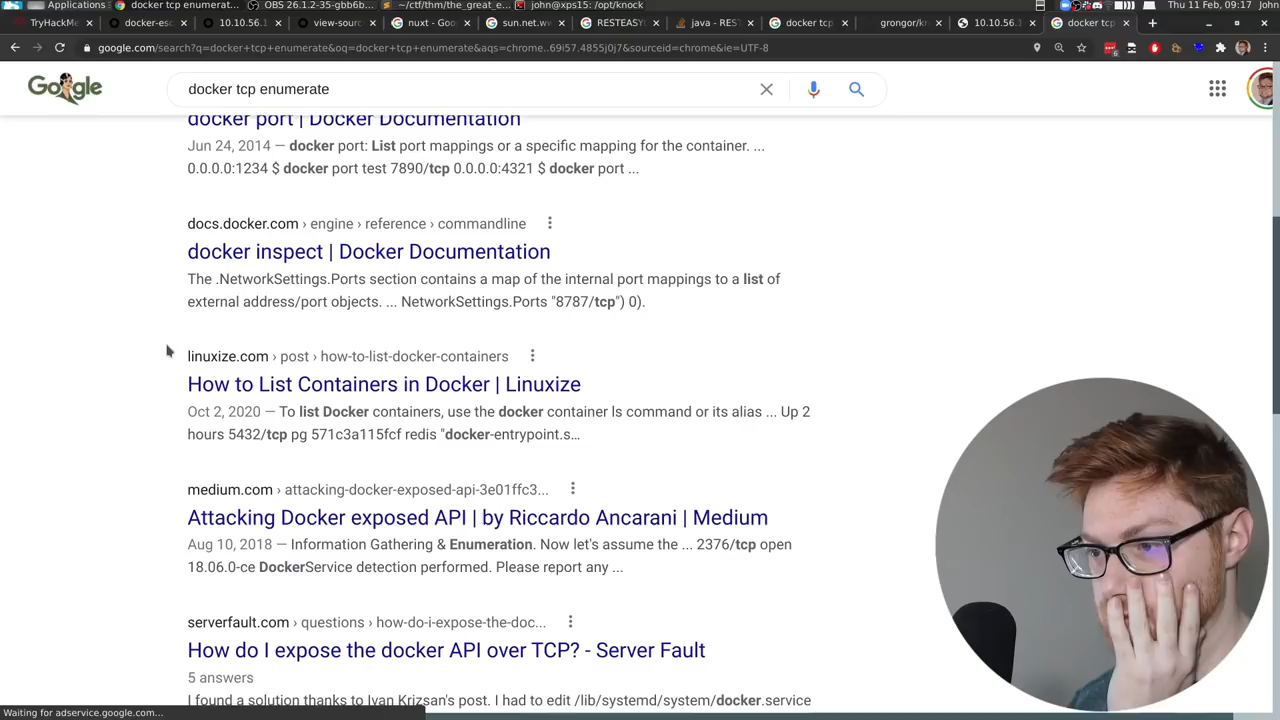 Applications
docker tcp enumerat...
OBS 26.1.2-35-gbb6b...
~/ctf/thm/the_great_e...
john@xps15: /opt/knock
Thu 11 Feb, 09:17
John
TryHackMe
docker-esc
10.10.56.1
view-sourc
nuxt - Goo
sun.net.ww
RESTEASY
java - REST
docker tcp
grongor/kn
10.10.56.1
docker tcp
google.com/search?q=docker+tcp+enumerate&oq=docker+tcp+enumerate&aqs=chrome..69i57.4855j0j7&sourceid=chrome&ie=UTF-8
Google
docker tcp enumerate
docker port | Docker Documentation
Jun 24, 2014 — docker port: List port mappings or a specific mapping for the container. ...
0.0.0.0:1234 $ docker port test 7890/tcp 0.0.0.0:4321 $ docker port ...
docs.docker.com › engine › reference › commandline
docker inspect | Docker Documentation
The .NetworkSettings.Ports section contains a map of the internal port mappings to a list of
external address/port objects. ... NetworkSettings.Ports "8787/tcp") 0).
linuxize.com › post › how-to-list-docker-containers
How to List Containers in Docker | Linuxize
Oct 2, 2020 — To list Docker containers, use the docker container ls command or its alias ... Up 2
hours 5432/tcp pg 571c3a115fcf redis "docker-entrypoint.s...
medium.com › attacking-docker-exposed-api-3e01ffc3...
Attacking Docker exposed API | by Riccardo Ancarani | Medium
Aug 10, 2018 — Information Gathering & Enumeration. Now let's assume the ... 2376/tcp open
18.06.0-ce DockerService detection performed. Please report any ...
serverfault.com › questions › how-do-i-expose-the-doc...
How do I expose the docker API over TCP? - Server Fault
5 answers
I found a solution thanks to Ivan Krizsan's post. I had to edit /lib/systemd/system/docker.service
Waiting for adservice.google.com...